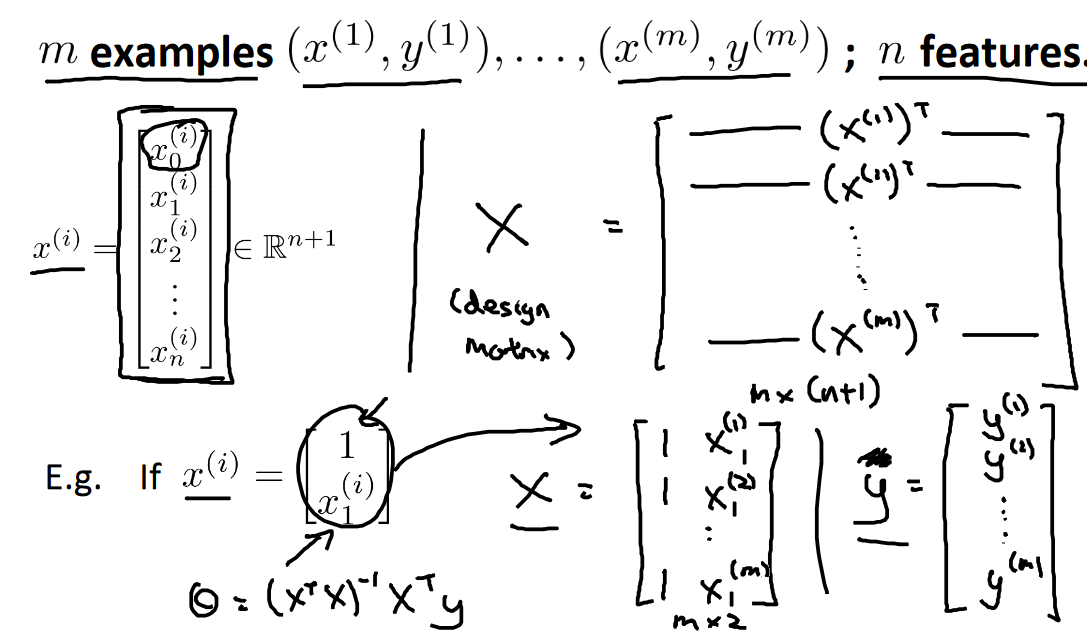 m examples (x^{(1)}, y^{(1)}), ..., (x^{(m)}, y^{(m)}) ; n features.
x^{(i)} = [x_0^{(i)} x_1^{(i)} x_2^{(i)} ⋮ x_n^{(i)}] ∈ ℝ^{n+1}
X (design matrix) = [— (x^{(1)})^T — — (x^{(2)})^T — ⋮ — (x^{(m)})^T —]
m x (n+1)
E.g. If x^{(i)} = [1 x_1^{(i)}]
X = [1 x_1^{(1)} 1 x_1^{(2)} ⋮ 1 x_1^{(m)}]
m x 2
y = [y^{(1)} y^{(2)} ⋮ y^{(m)}]
Θ = (X^T X)^{-1} X^T y